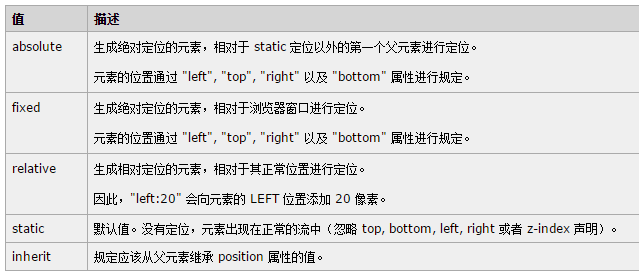 值 描述
absolute 生成绝对定位的元素，相对于 static 定位以外的第一个父元素进行定位。
元素的位置通过 "left", "top", "right" 以及 "bottom" 属性进行规定。
fixed 生成绝对定位的元素，相对于浏览器窗口进行定位。
元素的位置通过 "left", "top", "right" 以及 "bottom" 属性进行规定。
relative 生成相对定位的元素，相对于其正常位置进行定位。
因此，"left:20" 会向元素的 LEFT 位置添加 20 像素。
static 默认值。没有定位，元素出现在正常的流中（忽略 top, bottom, left, right 或者 z-index 声明）。
inherit 规定应该从父元素继承 position 属性的值。